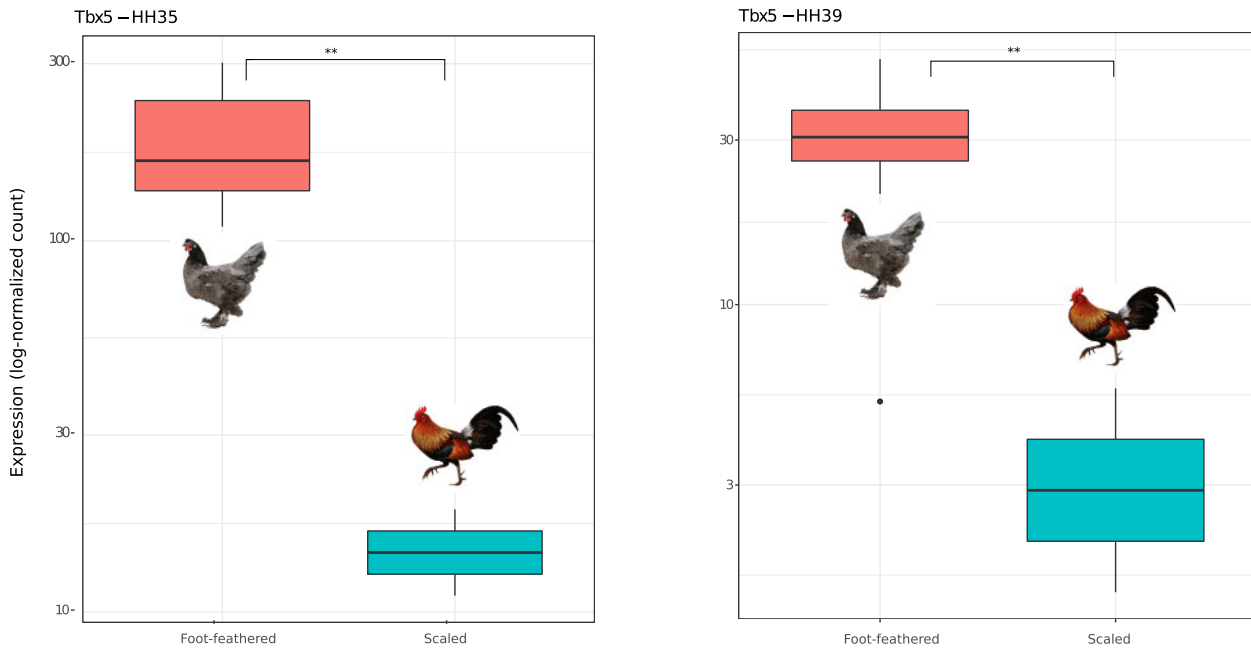 Tbx5 –HH35
**
300-
100-
30-
10-
Expression (log-normalized count)
Foot-feathered
Scaled
Tbx5 –HH39
**
30
10
3
Foot-feathered
Scaled